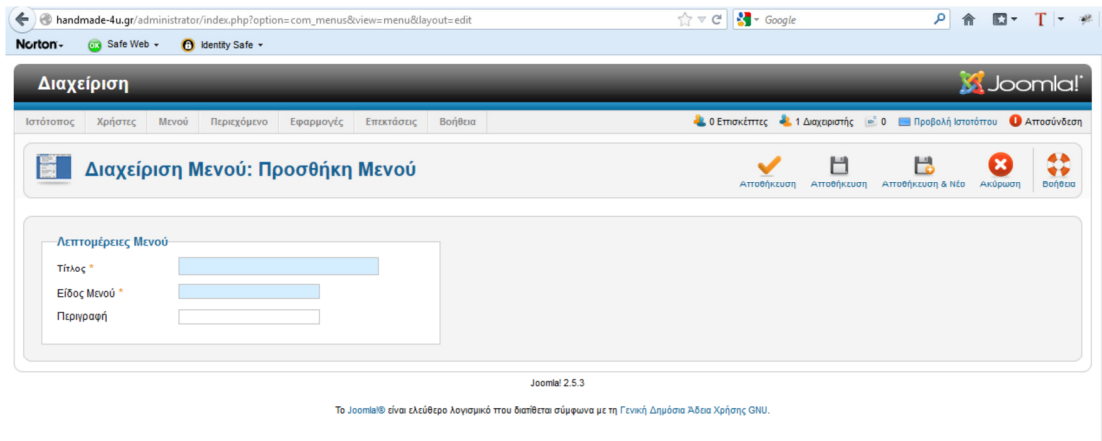 handmade-4u.gr/administrator/index.php?option=com_menus&view=menu&layout=edit Google
Norton Safe Web Identity Safe
Διαχείριση Joomla!
Ιστότοπος Χρήστες Μενού Περιεχόμενο Εφαρμογές Επεκτάσεις Βοήθεια 0 Επισκέπτες 1 Διαχειριστής 0 Προβολή Ιστοτόπου Αποσύνδεση
Διαχείριση Μενού: Προσθήκη Μενού
Αποθήκευση Αποθήκευση Αποθήκευση & Νέο Ακύρωση Βοήθεια
Λεπτομέρειες Μενού
Τίτλος *
Είδος Μενού *
Περιγραφή
Joomla! 2.5.3
Το Joomla!® είναι ελεύθερο λογισμικό που διατίθεται σύμφωνα με τη Γενική Δημόσια Άδεια Χρήσης GNU.